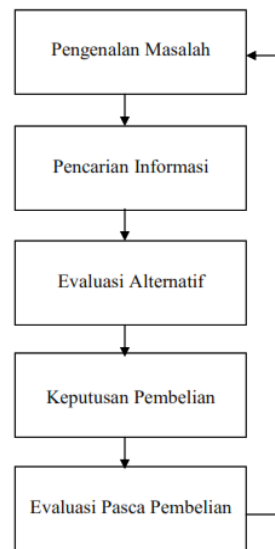 Pengenalan Masalah
Pencarian Informasi
Evaluasi Alternatif
Keputusan Pembelian
Evaluasi Pasca Pembelian